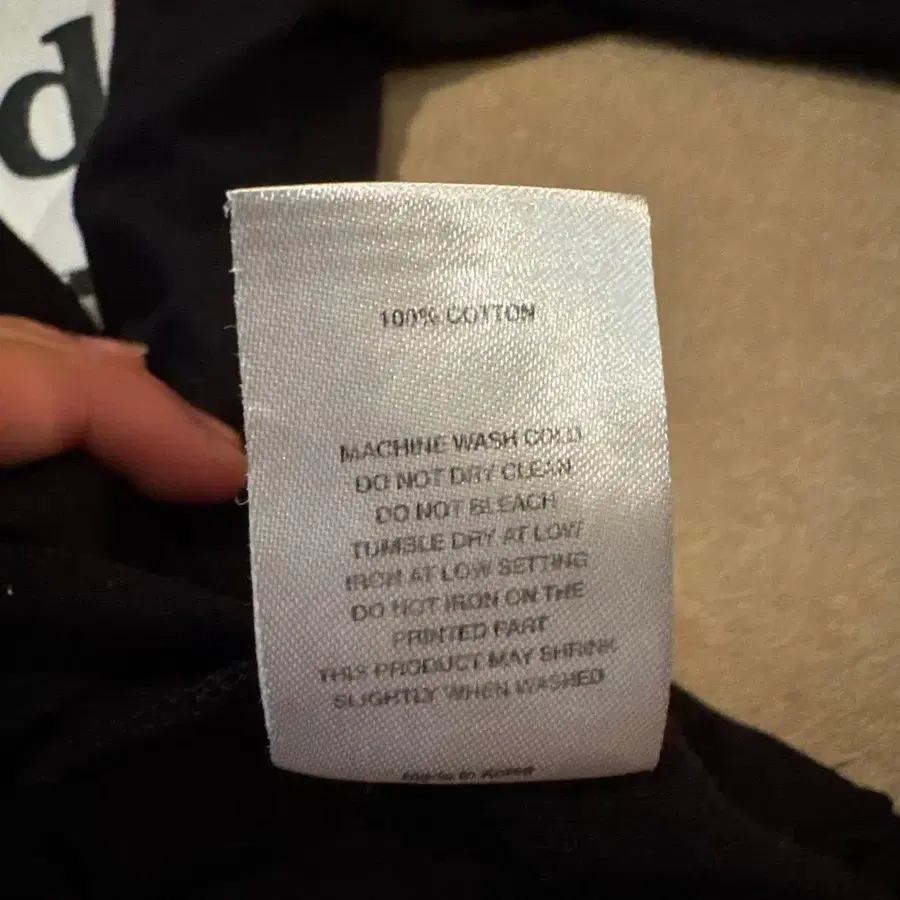 d
100% COTTON
MACHINE WASH COLD
DO NOT DRY CLEAN
DO NOT BLEACH
TUMBLE DRY AT LOW
IRON AT LOW SETTING
DO NOT IRON ON THE
PRINTED PART
THIS PRODUCT MAY SHRINK
SLIGHTLY WHEN WASHED
Made in Korea